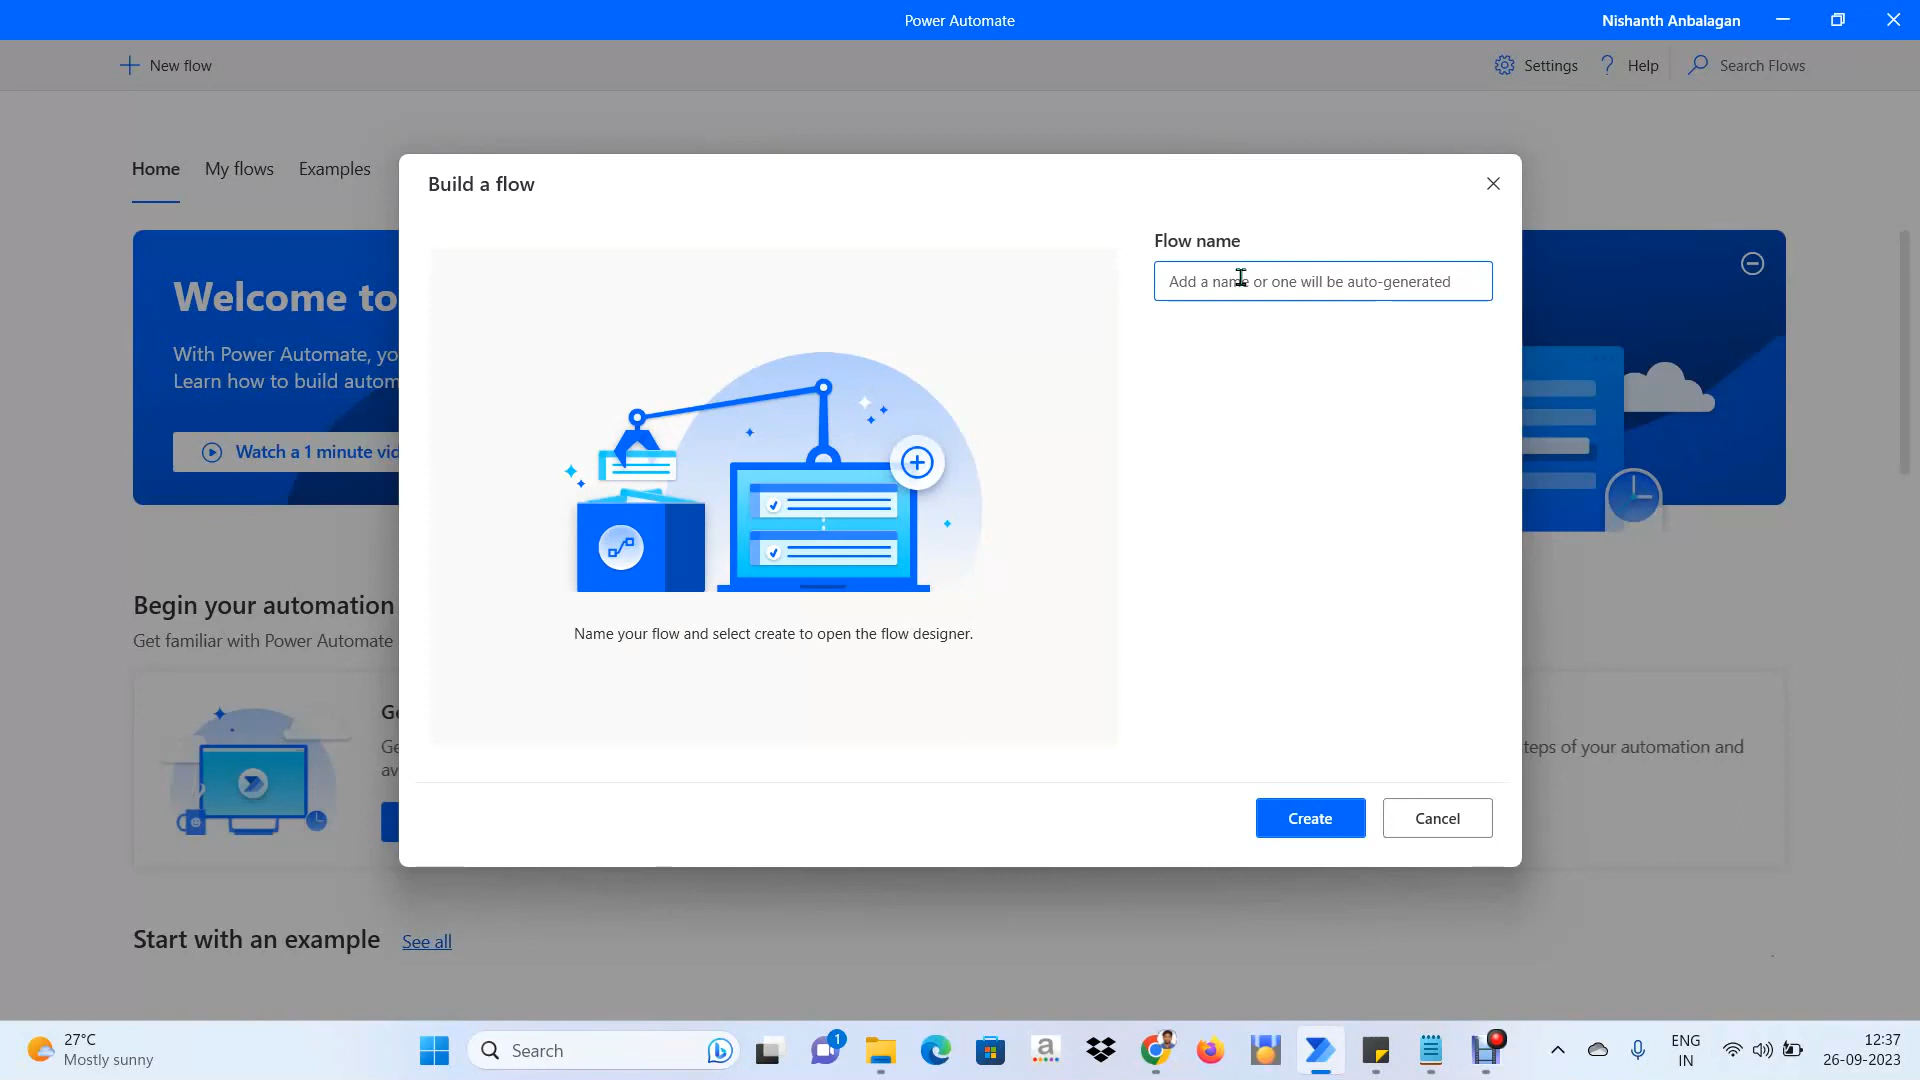 Power Automate
Nishanth Anbalagan
New flow
Settings
Help
Search Flows
Home
My flows
Examples
Build a flow
Flow name
Add a name or one will be auto-generated
Welcome to
With Power Automate, yo
Learn how to build autom
Watch a 1 minute vid
Name your flow and select create to open the flow designer.
Begin your automation
Get familiar with Power Automate
Ge
Ge
av
teps of your automation and
Create
Cancel
Start with an example
See all
27°C
Mostly sunny
Search
1
a
ENG
IN
12:37
26-09-2023